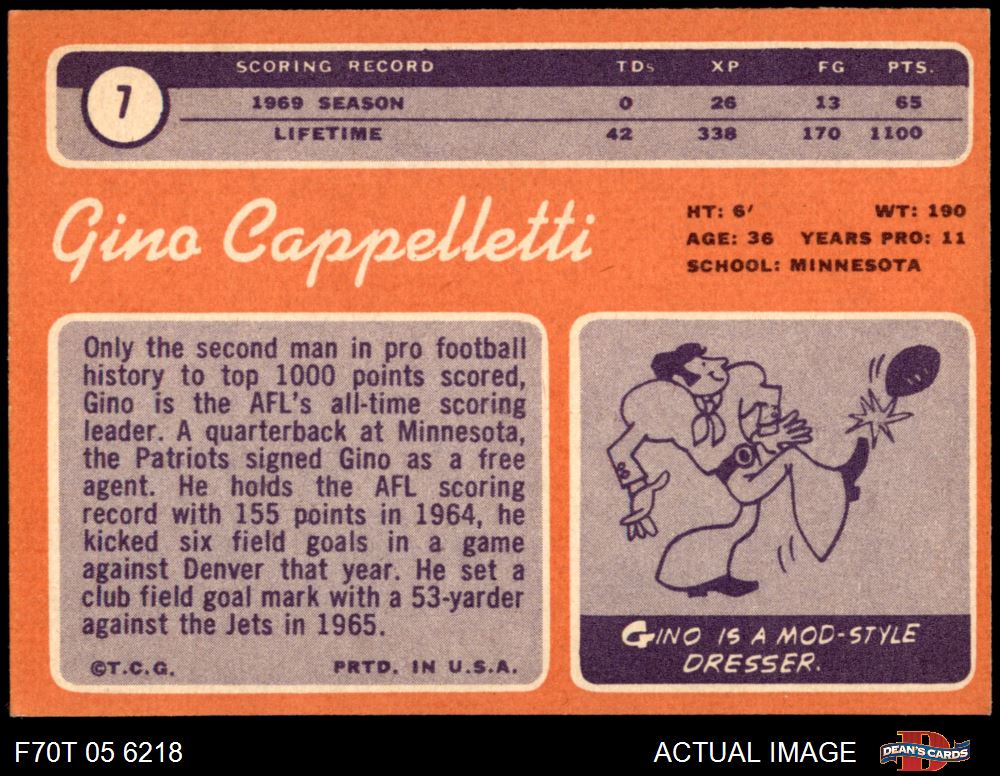 7
SCORING RECORD TDs XP FG PTS.
1969 SEASON 0 26 13 65
LIFETIME 42 338 170 1100
Gino Cappelletti
HT: 6' WT: 190
AGE: 36 YEARS PRO: 11
SCHOOL: MINNESOTA
Only the second man in pro football
history to top 1000 points scored,
Gino is the AFL's all-time scoring
leader. A quarterback at Minnesota,
the Patriots signed Gino as a free
agent. He holds the AFL scoring
record with 155 points in 1964, he
kicked six field goals in a game
against Denver that year. He set a
club field goal mark with a 53-yarder
against the Jets in 1965.
©T.C.G. PRTD. IN U.S.A.
GINO IS A MOD-STYLE
DRESSER.
F70T 05 6218
ACTUAL IMAGE
D
DEAN'S CARDS